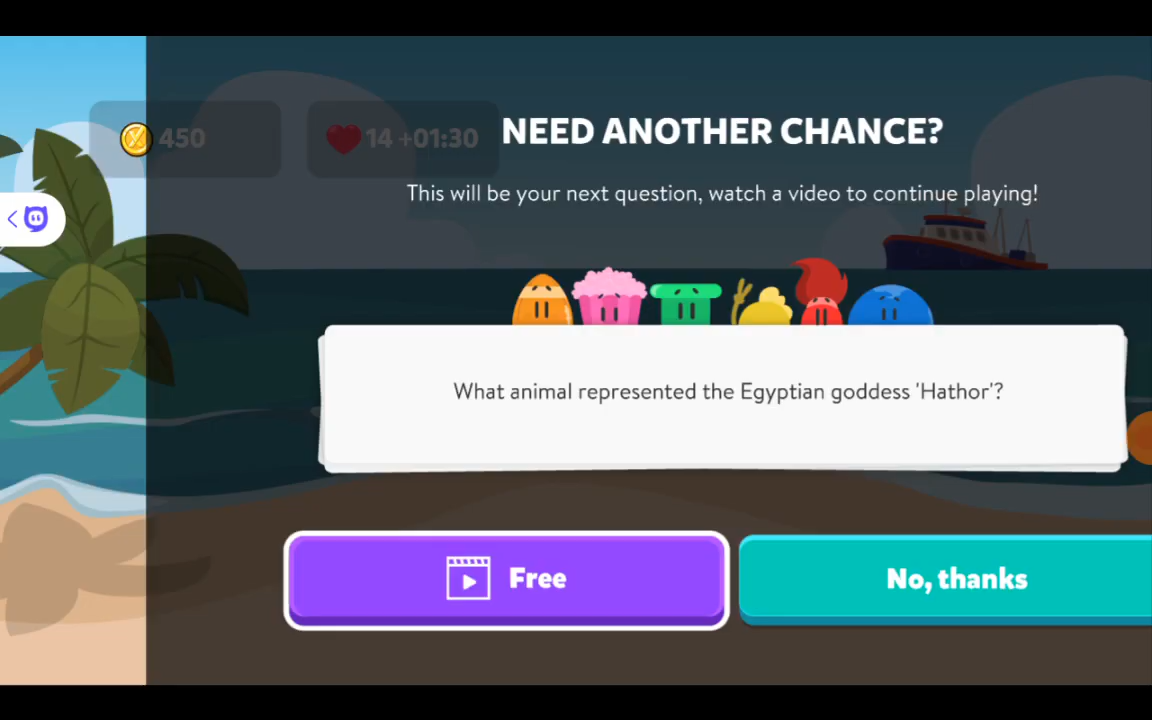 450
14 +01:30
NEED ANOTHER CHANCE?
This will be your next question, watch a video to continue playing!
What animal represented the Egyptian goddess 'Hathor'?
Free
No, thanks